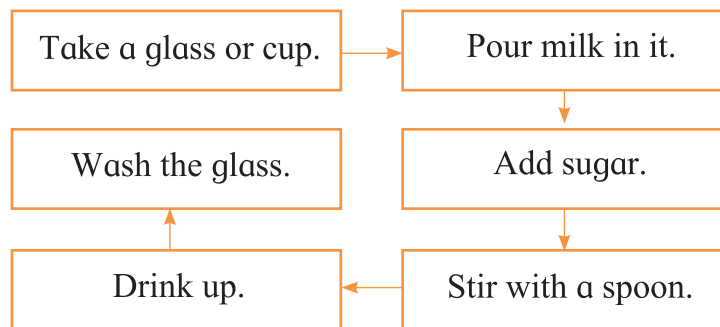 Take a glass or cup.
Pour milk in it.
Add sugar.
Stir with a spoon.
Drink up.
Wash the glass.